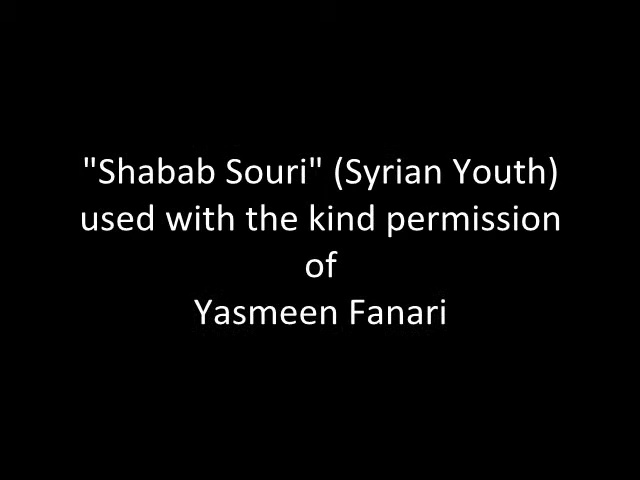 "Shabab Souri" (Syrian Youth)
used with the kind permission
of
Yasmeen Fanari